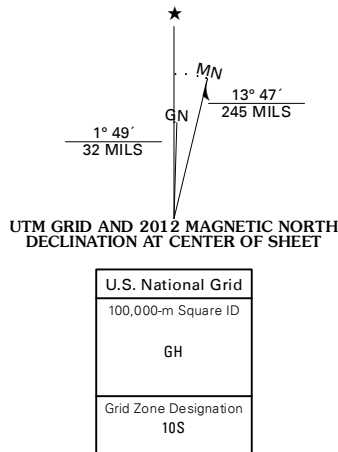 ★
MN
GN
13° 47´
245 MILS
1° 49´
32 MILS
UTM GRID AND 2012 MAGNETIC NORTH
DECLINATION AT CENTER OF SHEET
U.S. National Grid
100,000-m Square ID
GH
Grid Zone Designation
10S